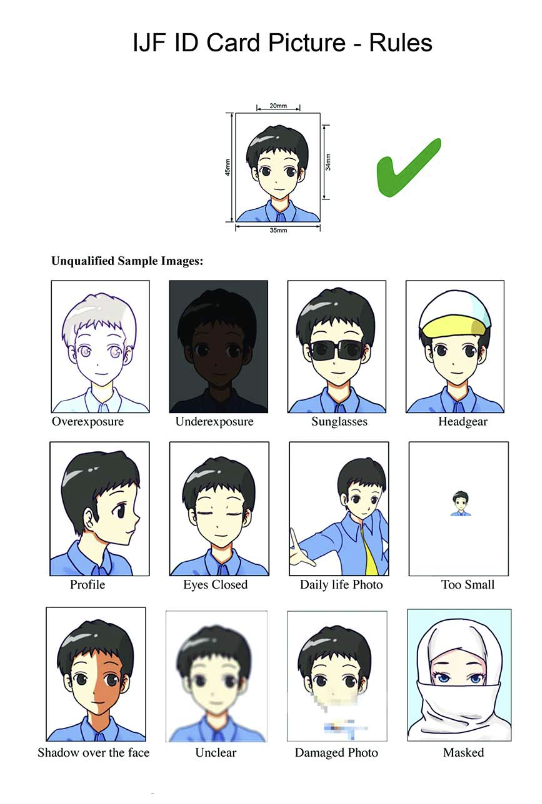 IJF ID Card Picture - Rules
20mm
45mm
34mm
35mm
Unqualified Sample Images:
Overexposure Underexposure Sunglasses Headgear
Profile Eyes Closed Daily life Photo Too Small
Shadow over the face Unclear Damaged Photo Masked